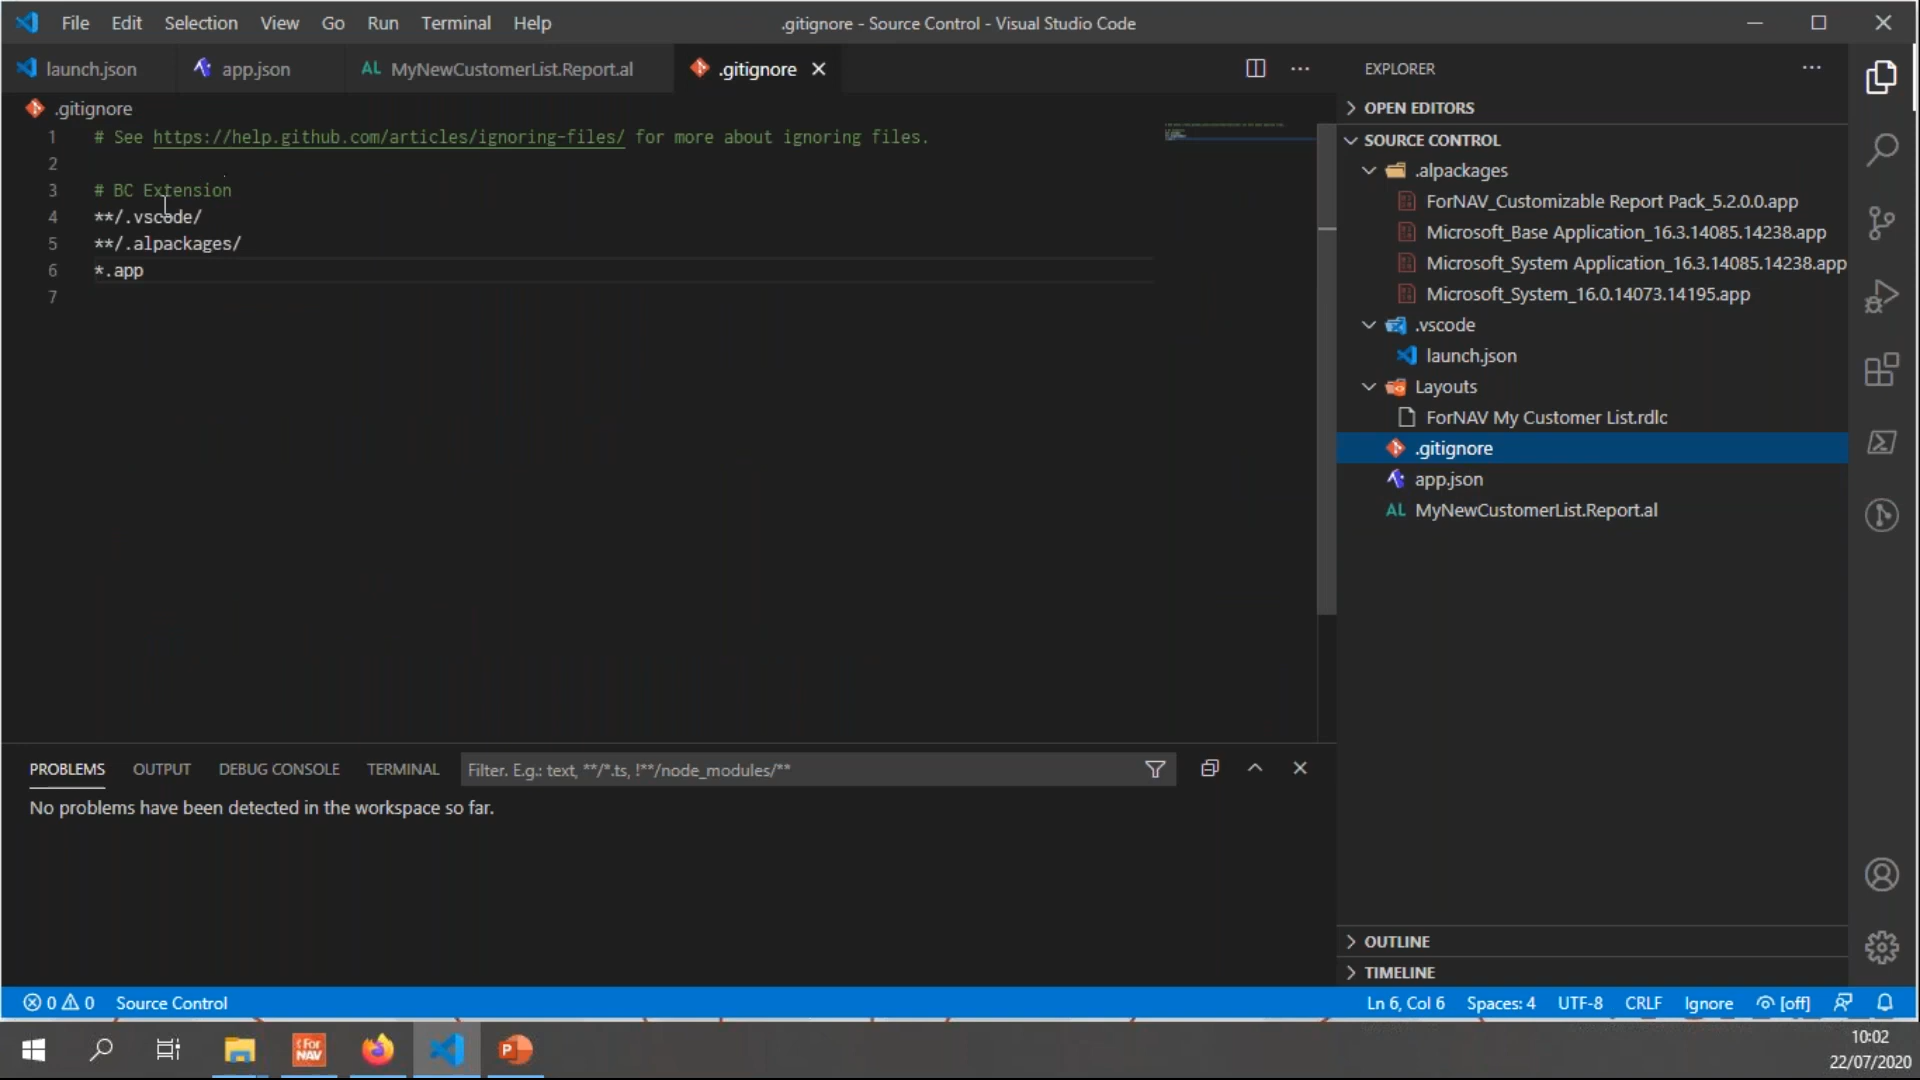 File Edit Selection View Go Run Terminal Help
.gitignore - Source Control - Visual Studio Code
launch.json
app.json
AL MyNewCustomerList.Report.al
.gitignore
.gitignore
1 # See https://help.github.com/articles/ignoring-files/ for more about ignoring files.
2
3 # BC Extension
4 **/.vscode/
5 **/.alpackages/
6 *.app
7
EXPLORER
OPEN EDITORS
SOURCE CONTROL
.alpackages
ForNAV_Customizable Report Pack_5.2.0.0.app
Microsoft_Base Application_16.3.14085.14238.app
Microsoft_System Application_16.3.14085.14238.app
Microsoft_System_16.0.14073.14195.app
.vscode
launch.json
Layouts
ForNAV My Customer List.rdlc
.gitignore
app.json
AL MyNewCustomerList.Report.al
OUTLINE
TIMELINE
PROBLEMS OUTPUT DEBUG CONSOLE TERMINAL
Filter. E.g.: text, **/*.ts, !**/node_modules/**
No problems have been detected in the workspace so far.
0 0 Source Control
Ln 6, Col 6 Spaces: 4 UTF-8 CRLF Ignore [off]
For NAV
P
10:02
22/07/2020